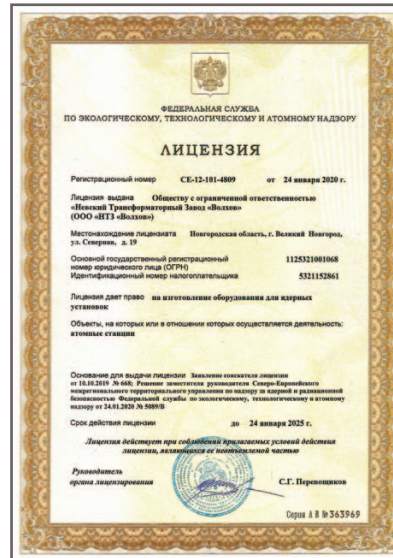 ФЕДЕРАЛЬНАЯ СЛУЖБА
ПО ЭКОЛОГИЧЕСКОМУ, ТЕХНОЛОГИЧЕСКОМУ И АТОМНОМУ НАДЗОРУ
ЛИЦЕНЗИЯ
Регистрационный номер СЕ-12-101-4809 от 24 января 2020 г.
Лицензия выдана Обществу с ограниченной ответственностью
«Невский Трансформаторный Завод «Волхов»
(ООО «НТЗ «Волхов»)
Местонахождение лицензиата Новгородская область, г. Великий Новгород,
ул. Северная, д. 19
Основной государственный регистрационный
номер юридического лица (ОГРН) 1125321001068
Идентификационный номер налогоплательщика 5321152861
Лицензия дает право на изготовление оборудования для ядерных
установок
Объекты, на которых или в отношении которых осуществляется деятельность:
атомные станции
Основание для выдачи лицензии Заявление соискателя лицензии
от 10.10.2019 № 668; Решение заместителя руководителя Северо-Европейского
межрегионального территориального управления по надзору за ядерной и радиационной
безопасностью Федеральной службы по экологическому, технологическому и атомному
надзору от 24.01.2020 № 5089/В
Срок действия лицензии до 24 января 2025 г.
Лицензия действует при соблюдении прилагаемых условий действия
лицензии, являющихся ее неотъемлемой частью
Руководитель
органа лицензирования С.Г. Перевощиков
Серия А В № 363969